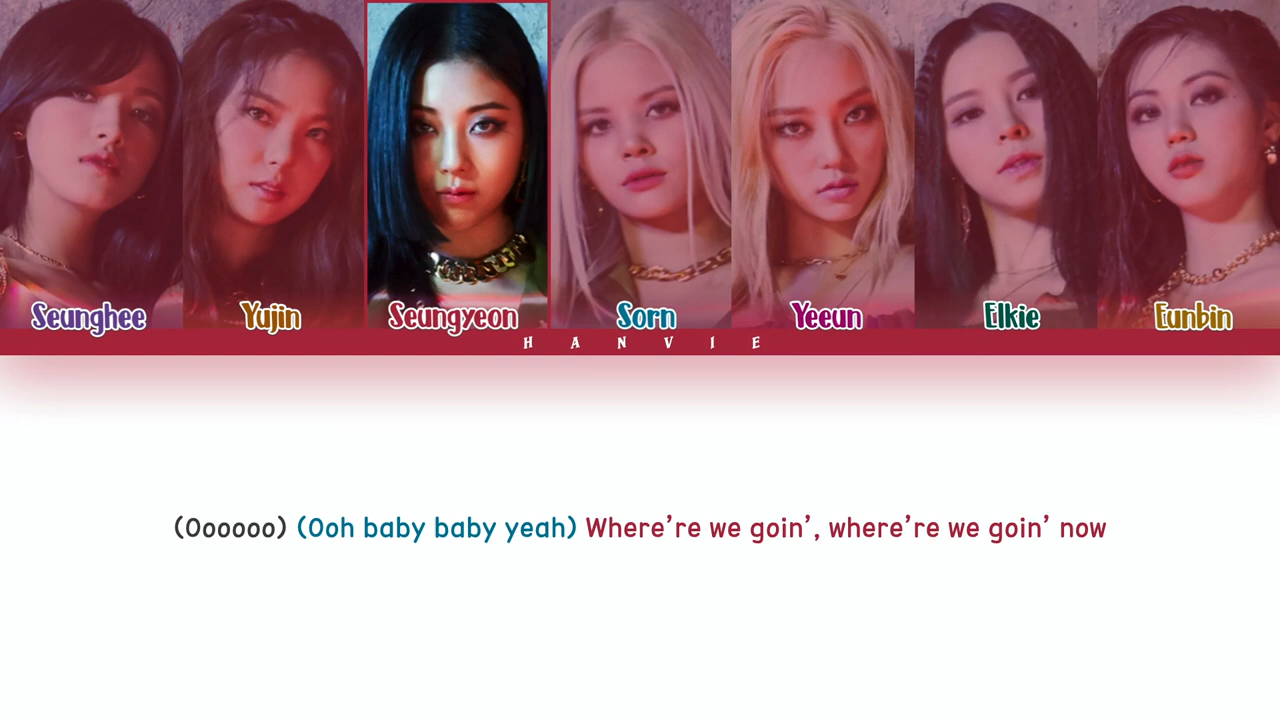 Seunghee Yujin Seungyeon Sorn Yeeun Elkie Eunbin
HANVIE
(Oooooo) (Ooh baby baby yeah) Where’re we goin’, where’re we goin’ now